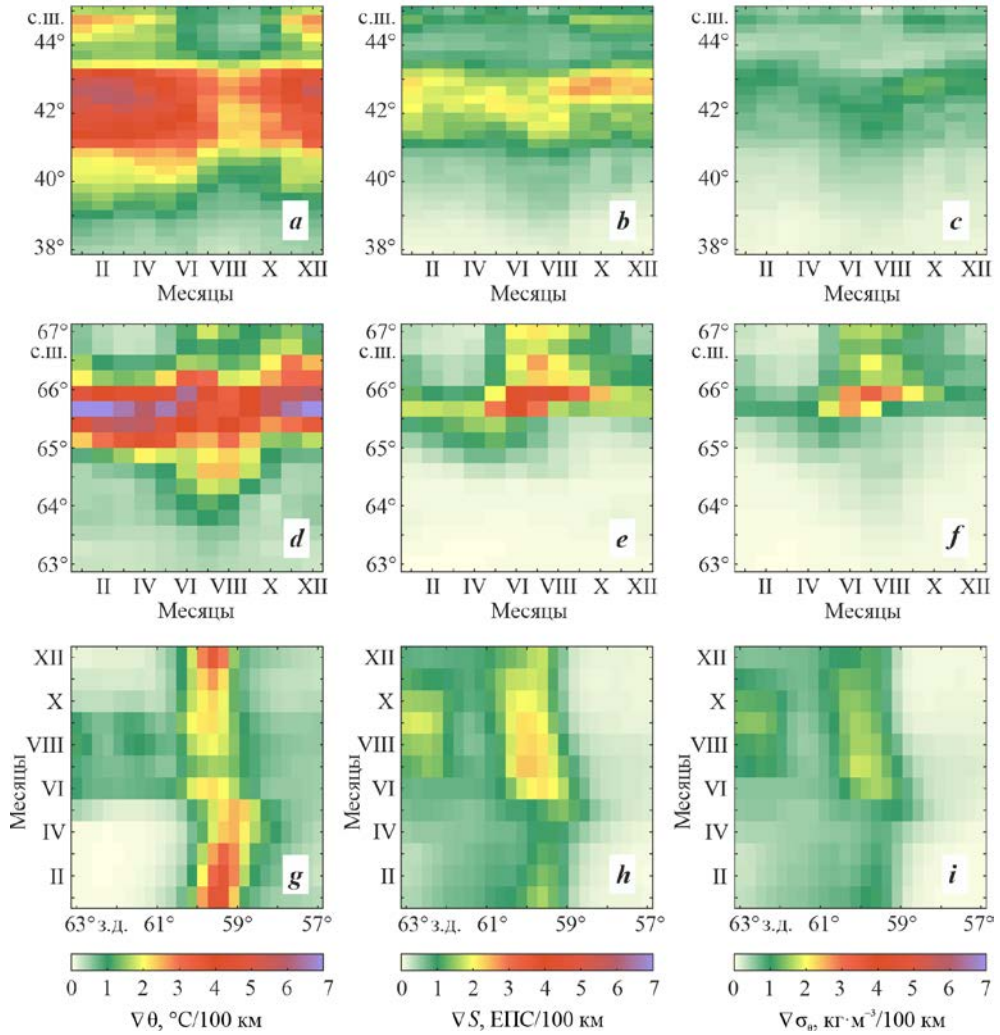 с.ш.
44°
42°
40°
38°
a
II IV VI VIII X XII
Месяцы
с.ш.
44°
42°
40°
38°
b
II IV VI VIII X XII
Месяцы
с.ш.
44°
42°
40°
38°
c
II IV VI VIII X XII
Месяцы
67°
с.ш.
66°
65°
64°
63°
d
II IV VI VIII X XII
Месяцы
67°
с.ш.
66°
65°
64°
63°
e
II IV VI VIII X XII
Месяцы
67°
с.ш.
66°
65°
64°
63°
f
II IV VI VIII X XII
Месяцы
XII
X
VIII
VI
IV
II
Месяцы
g
63° з.д. 61° 59° 57°
XII
X
VIII
VI
IV
II
Месяцы
h
63° з.д. 61° 59° 57°
XII
X
VIII
VI
IV
II
Месяцы
i
63° з.д. 61° 59° 57°
0 1 2 3 4 5 6 7
∇θ, °C/100 км
0 1 2 3 4 5 6 7
∇S, ЕПС/100 км
0 1 2 3 4 5 6 7
∇σ_θ, кг·м⁻³/100 км